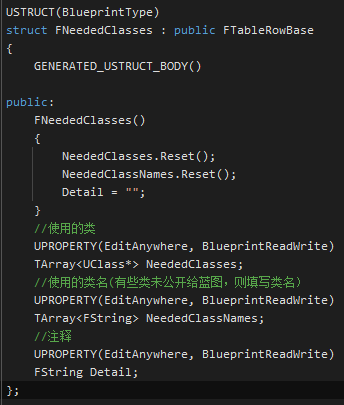 USTRUCT(BlueprintType)
struct FNeededClasses : public FTableRowBase
{
    GENERATED_USTRUCT_BODY()

public:
    FNeededClasses()
    {
        NeededClasses.Reset();
        NeededClassNames.Reset();
        Detail = "";
    }
    //使用的类
    UPROPERTY(EditAnywhere, BlueprintReadWrite)
    TArray<UClass*> NeededClasses;
    //使用的类名(有些类未公开给蓝图，则填写类名)
    UPROPERTY(EditAnywhere, BlueprintReadWrite)
    TArray<FString> NeededClassNames;
    //注释
    UPROPERTY(EditAnywhere, BlueprintReadWrite)
    FString Detail;
};